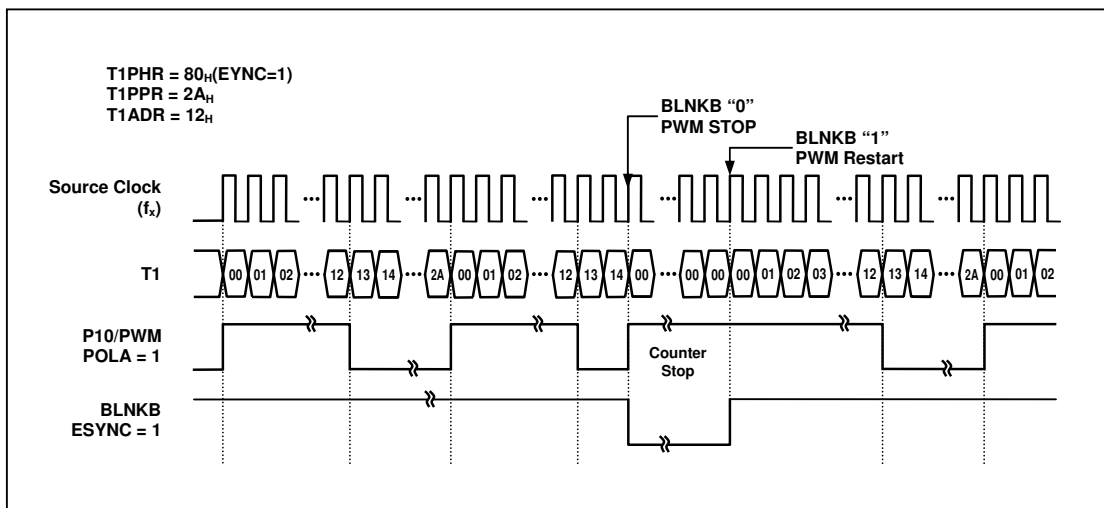 T1PHR = 80H(EYNC=1)
T1PPR = 2AH
T1ADR = 12H
BLNKB “0”
PWM STOP
BLNKB “1”
PWM Restart
Source Clock
(fx)
... ... ... ... ... ...
T1
00 01 02 ... 12 13 14 ... 2A 00 01 02 ... 12 13 14 00 ... 00 00 00 01 02 03 ... 12 13 14 ... 2A 00 01 02
P10/PWM
POLA = 1
Counter
Stop
BLNKB
ESYNC = 1